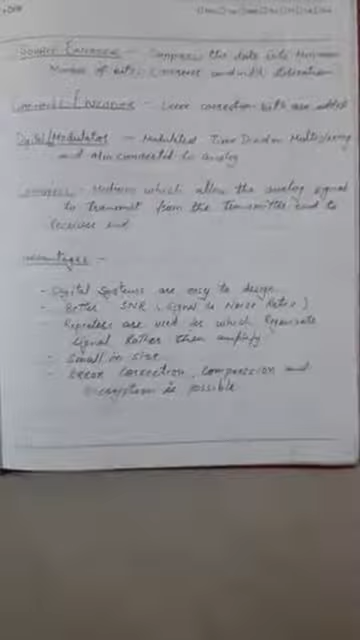 Source Encoder - Compress the data into Minimum
Number of bits.
Channel Encoder - Error correction bits are added
Digital Modulator - Modulated Time Division Multiplexing
and also converted to analog
Channel - Medium which allow the analog signal
to transmit from the transmitter end to
Receiver end
Advantages -
- Digital Systems are easy to design
- Better SNR (Signal to Noise Ratio)
Repeaters are used in which Regenerate
signal Rather then amplify
- Small in size
- Error Correction, compression and
encryption is possible